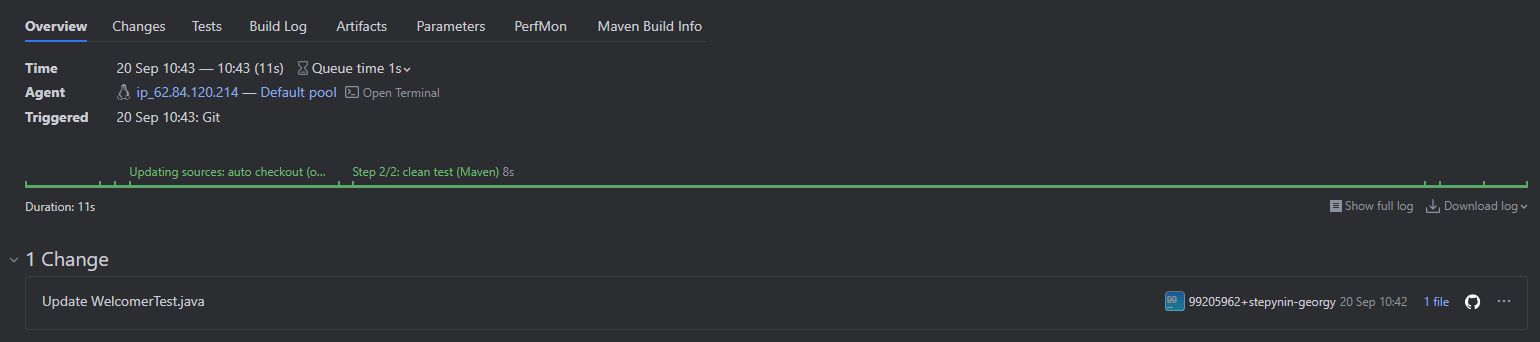 Overview Changes Tests Build Log Artifacts Parameters PerfMon Maven Build Info
Time 20 Sep 10:43 — 10:43 (11s) Queue time 1s
Agent ip_62.84.120.214 — Default pool Open Terminal
Triggered 20 Sep 10:43: Git
Updating sources: auto checkout (o... Step 2/2: clean test (Maven) 8s
Duration: 11s Show full log Download log
1 Change
Update WelcomerTest.java 99 99205962+stepynin-georgy 20 Sep 10:42 1 file ···